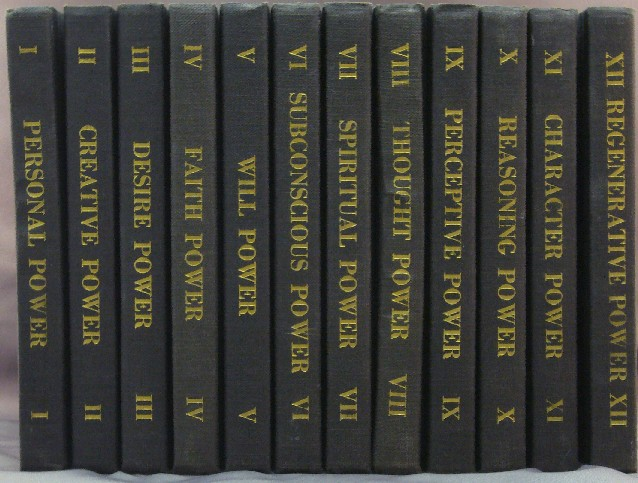 I PERSONAL POWER I
II CREATIVE POWER II
III DESIRE POWER III
IV FAITH POWER IV
V WILL POWER V
VI SUBCONSCIOUS POWER VI
VII SPIRITUAL POWER VII
VIII THOUGHT POWER VIII
IX PERCEPTIVE POWER IX
X REASONING POWER X
XI CHARACTER POWER XI
XII REGENERATIVE POWER XII